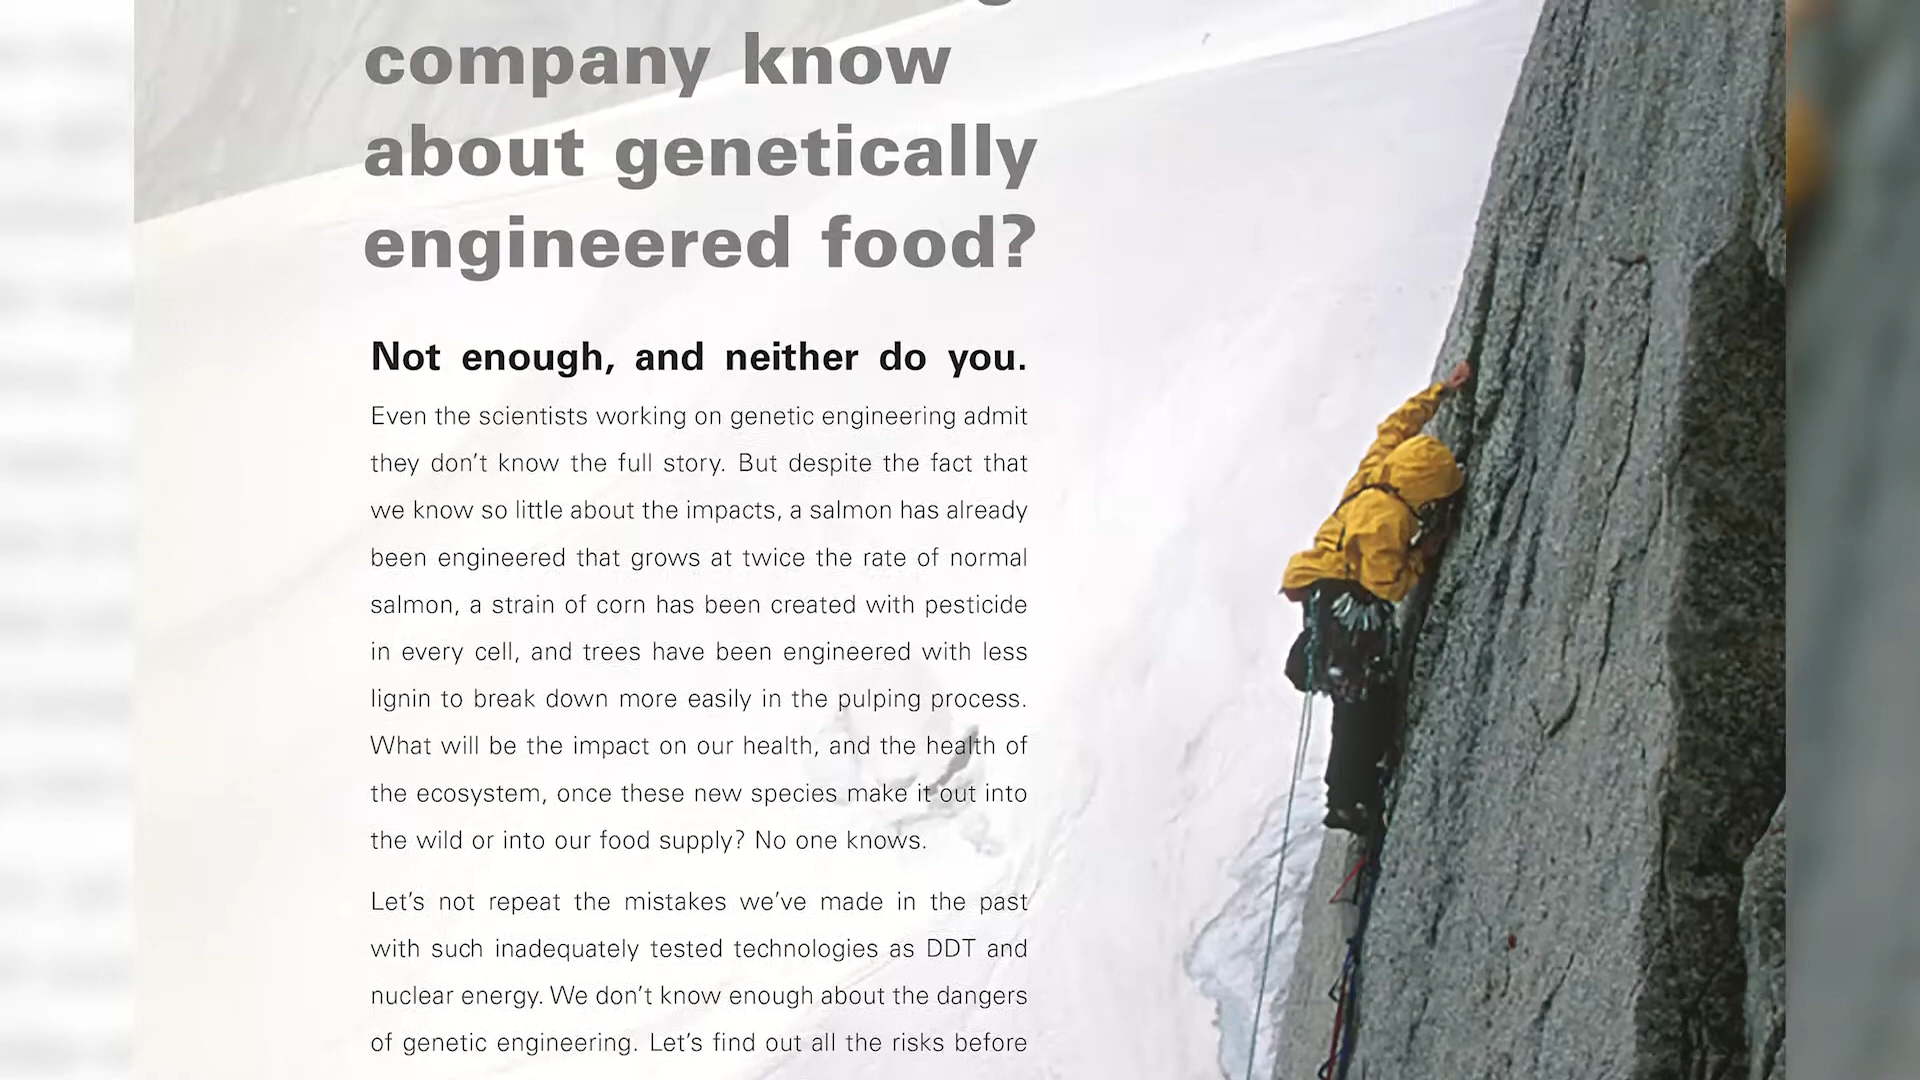 company know
about genetically
engineered food?
Not enough, and neither do you.
Even the scientists working on genetic engineering admit
they don't know the full story. But despite the fact that
we know so little about the impacts, a salmon has already
been engineered that grows at twice the rate of normal
salmon, a strain of corn has been created with pesticide
in every cell, and trees have been engineered with less
lignin to break down more easily in the pulping process.
What will be the impact on our health, and the health of
the ecosystem, once these new species make it out into
the wild or into our food supply? No one knows.
Let's not repeat the mistakes we've made in the past
with such inadequately tested technologies as DDT and
nuclear energy. We don't know enough about the dangers
of genetic engineering. Let's find out all the risks before